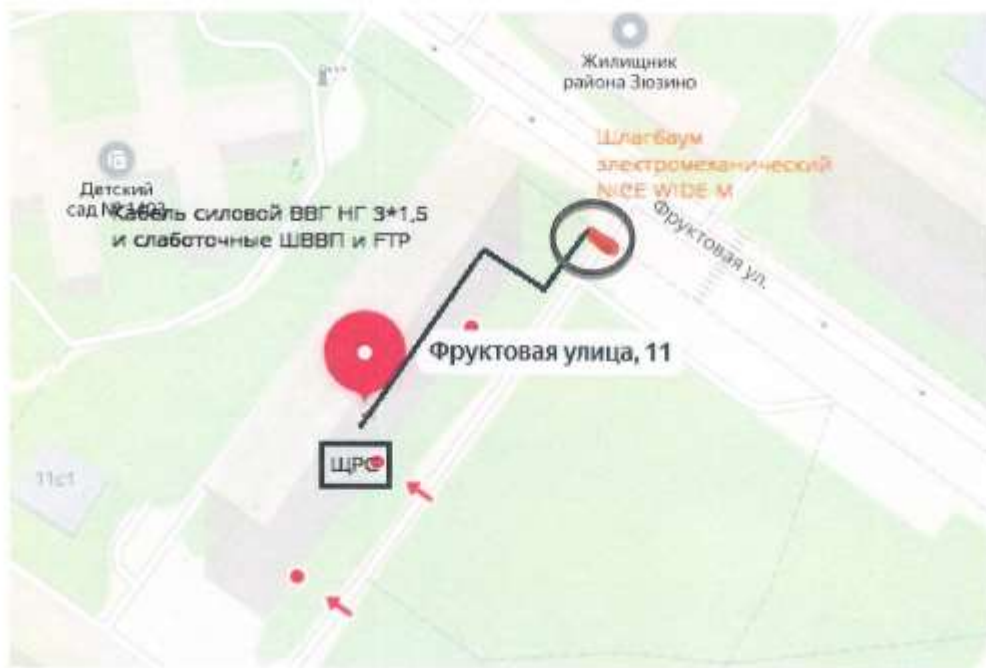 Жилищник
района Зюзино
Шлагбаум
электромеханический
NICE WIDE M
Детский
сад № 1492
Кабель силовой ВВГ НГ 3*1,5
и слаботочные ШВВП и FTP
Фруктовая ул.
Фруктовая улица, 11
ЩРС
11с1